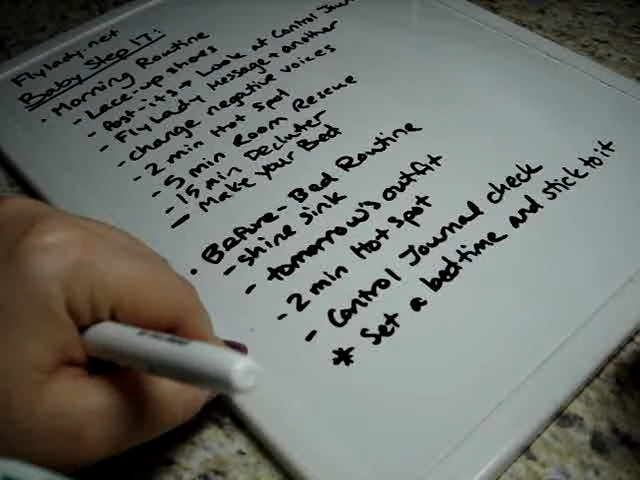 Flylady.net
Baby Step 17:
• Morning Routine
- Lace-up shoes
- Post-its → Look at Control Jour
- FlyLady Message + another
- change negative voices
- 2 min Hot Spot
- 5 min Room Rescue
- 15 min Declutter
- Make your Bed
• Before-Bed Routine
- shine sink
- tomorrow's outfit
- 2 min Hot Spot
- Control Journal check
* Set a bedtime and stick to it